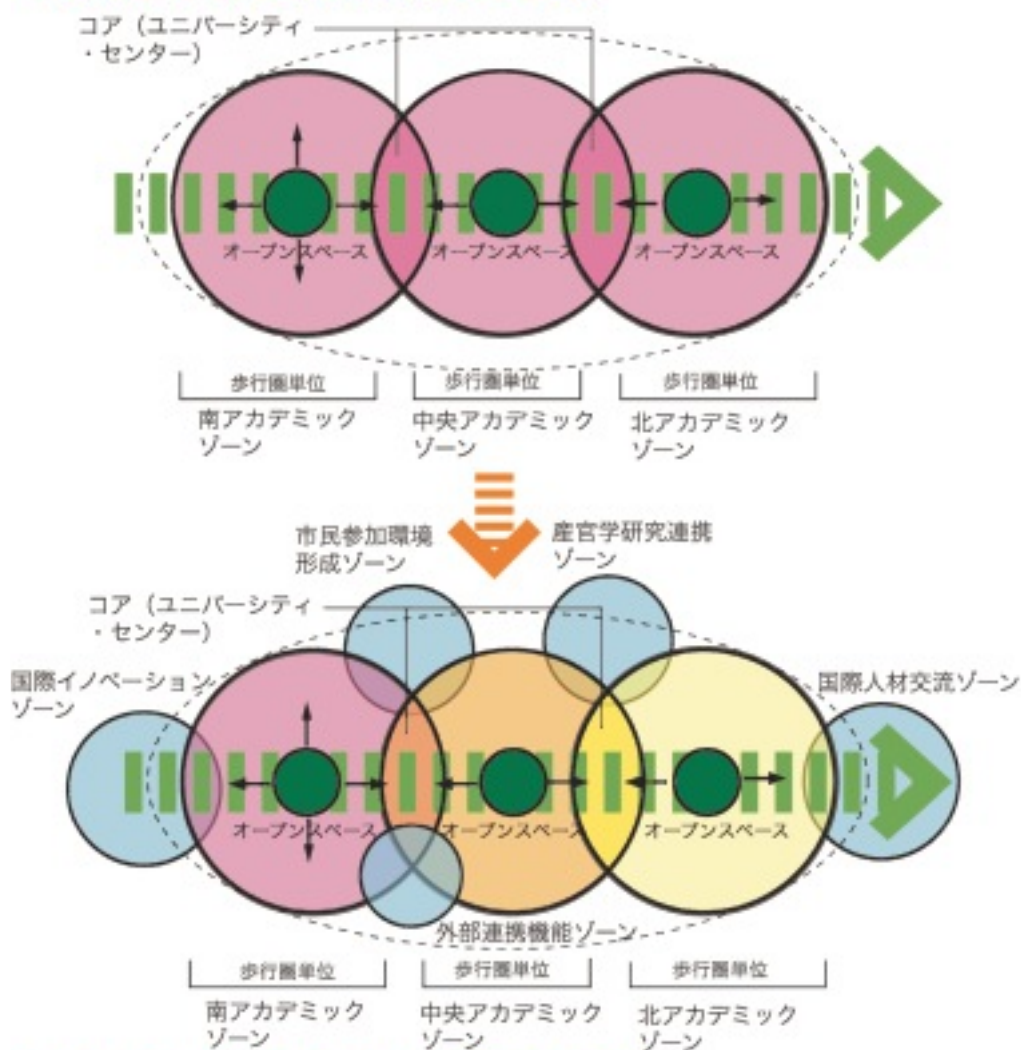 コア（ユニバーシティ
・センター）
オープンスペース
オープンスペース
オープンスペース
歩行圏単位
歩行圏単位
歩行圏単位
南アカデミック
ゾーン
中央アカデミック
ゾーン
北アカデミック
ゾーン
市民参加環境
形成ゾーン
産官学研究連携
ゾーン
コア（ユニバーシティ
・センター）
国際イノベーション
ゾーン
国際人材交流ゾーン
オープンスペース
オープンスペース
オープンスペース
外部連携機能ゾーン
歩行圏単位
歩行圏単位
歩行圏単位
南アカデミック
ゾーン
中央アカデミック
ゾーン
北アカデミック
ゾーン